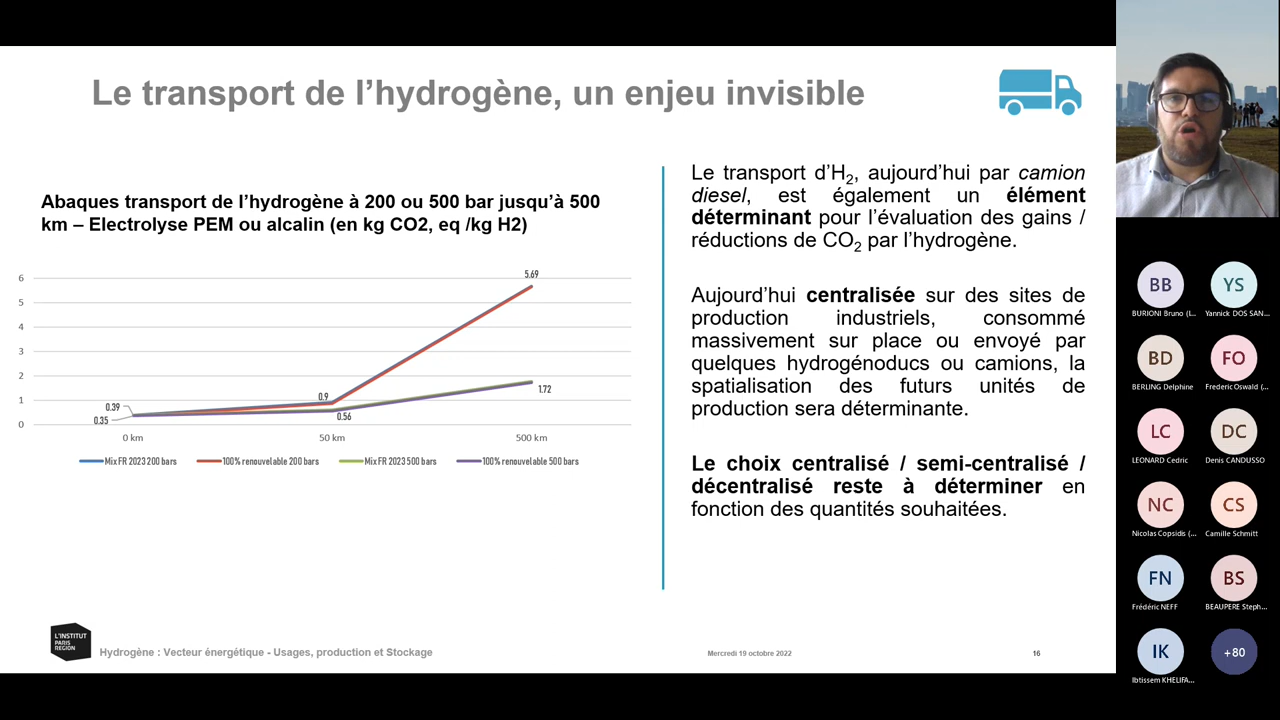 Le transport de l’hydrogène, un enjeu invisible
Abaques transport de l’hydrogène à 200 ou 500 bar jusqu’à 500
km – Electrolyse PEM ou alcalin (en kg CO2, eq /kg H2)
6
5
4
3
2
1
0
5.69
0.9
0.39
0.35
0.56
1.72
0 km
50 km
500 km
Mix FR 2023 200 bars
100% renouvelable 200 bars
Mix FR 2023 500 bars
100% renouvelable 500 bars
Le transport d’H2, aujourd’hui par camion
diesel, est également un élément
déterminant pour l’évaluation des gains /
réductions de CO2 par l’hydrogène.
Aujourd’hui centralisée sur des sites de
production industriels, consommé
massivement sur place ou envoyé par
quelques hydrogénoducs ou camions, la
spatialisation des futurs unités de
production sera déterminante.
Le choix centralisé / semi-centralisé /
décentralisé reste à déterminer en
fonction des quantités souhaitées.
L'INSTITUT
PARIS
REGION
Hydrogène : Vecteur énergétique - Usages, production et Stockage
Mercredi 19 octobre 2022
16
BB
BURIONI Bruno (I...
YS
Yannick DOS SAN...
BD
BERLING Delphine
FO
Frederic Oswald (...
LC
LEONARD Cedric
DC
Denis CANDUSSO
NC
Nicolas Copsidis (...
CS
Camille Schmitt
FN
Frédéric NEFF
BS
BEAUPERE Steph...
IK
Ibtissem KHELIFA...
+80